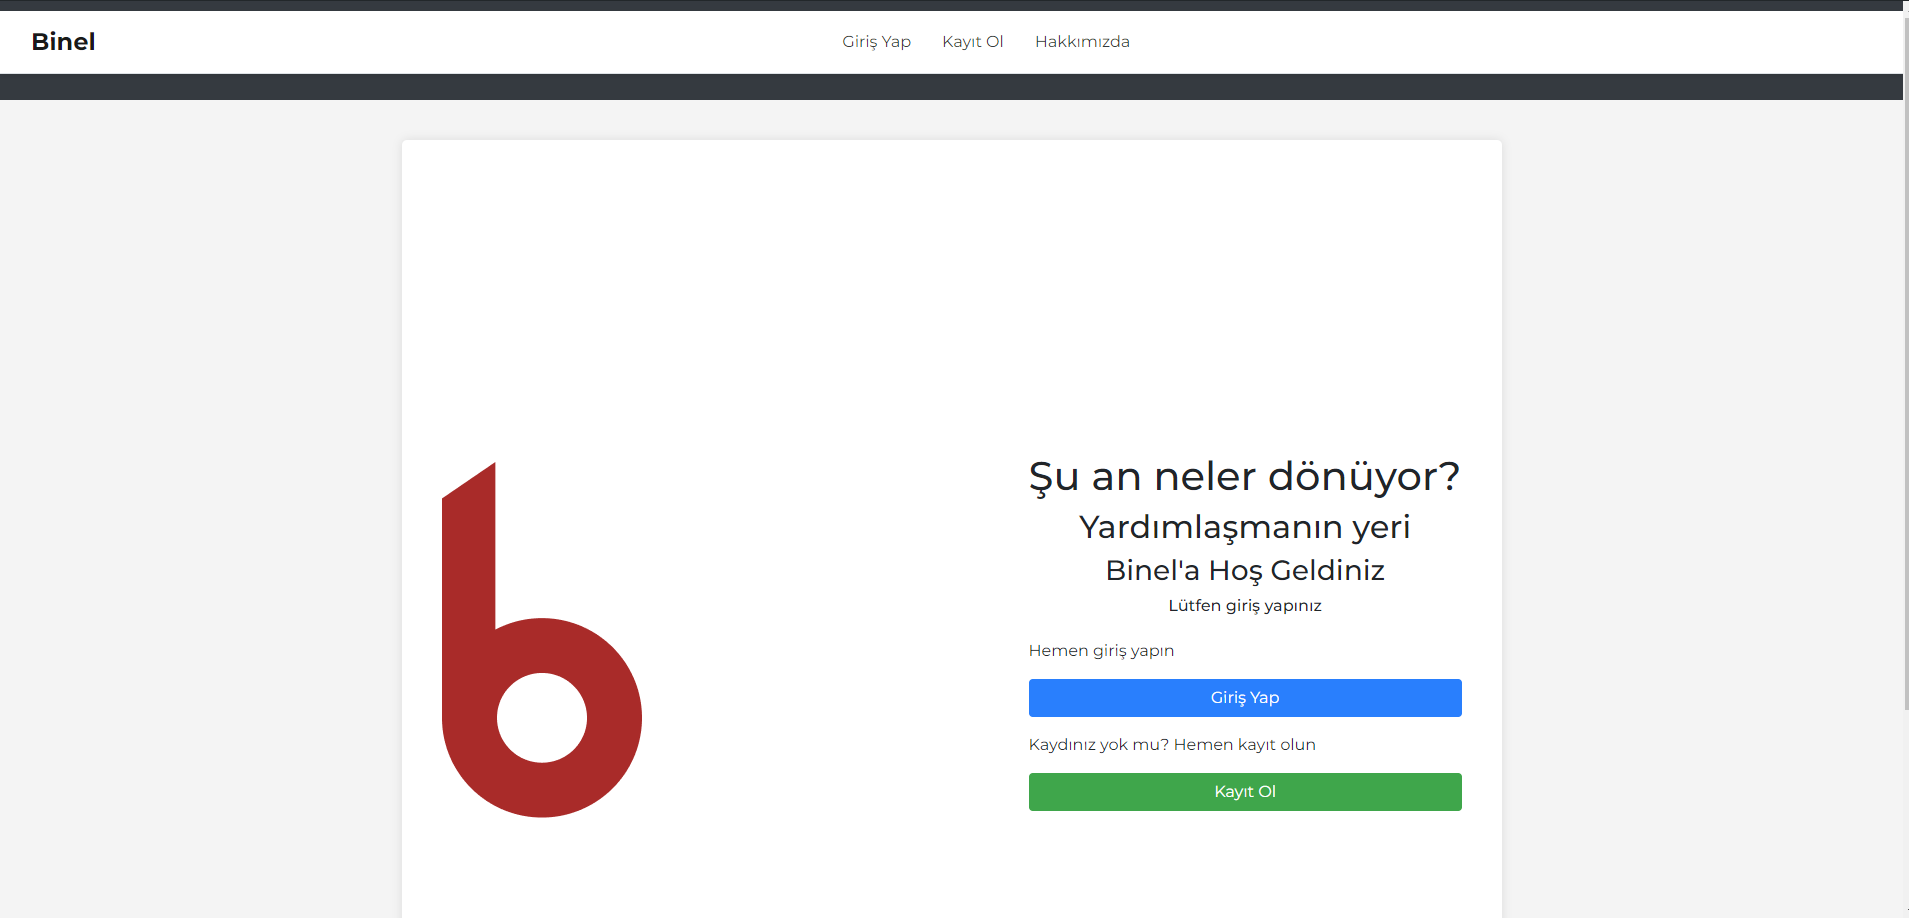 Binel
Giriş Yap
Kayıt Ol
Hakkımızda
Şu an neler dönüyor?
Yardımlaşmanın yeri
Binel'a Hoş Geldiniz
Lütfen giriş yapınız
Hemen giriş yapın
Giriş Yap
Kaydınız yok mu? Hemen kayıt olun
Kayıt Ol